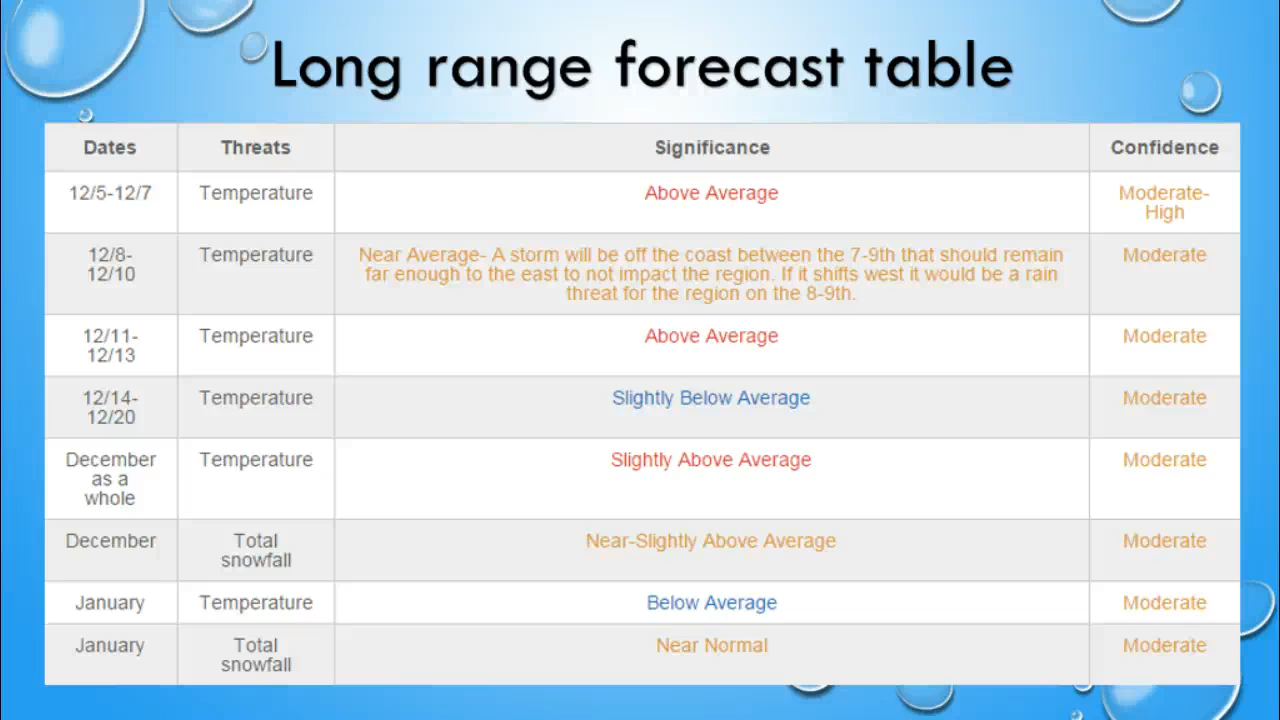 Long range forecast table
Dates Threats Significance Confidence
12/5-12/7 Temperature Above Average Moderate-
High
12/8-
12/10 Temperature Near Average- A storm will be off the coast between the 7-9th that should remain
far enough to the east to not impact the region. If it shifts west it would be a rain
threat for the region on the 8-9th. Moderate
12/11-
12/13 Temperature Above Average Moderate
12/14-
12/20 Temperature Slightly Below Average Moderate
December
as a
whole Temperature Slightly Above Average Moderate
December Total
snowfall Near-Slightly Above Average Moderate
January Temperature Below Average Moderate
January Total
snowfall Near Normal Moderate